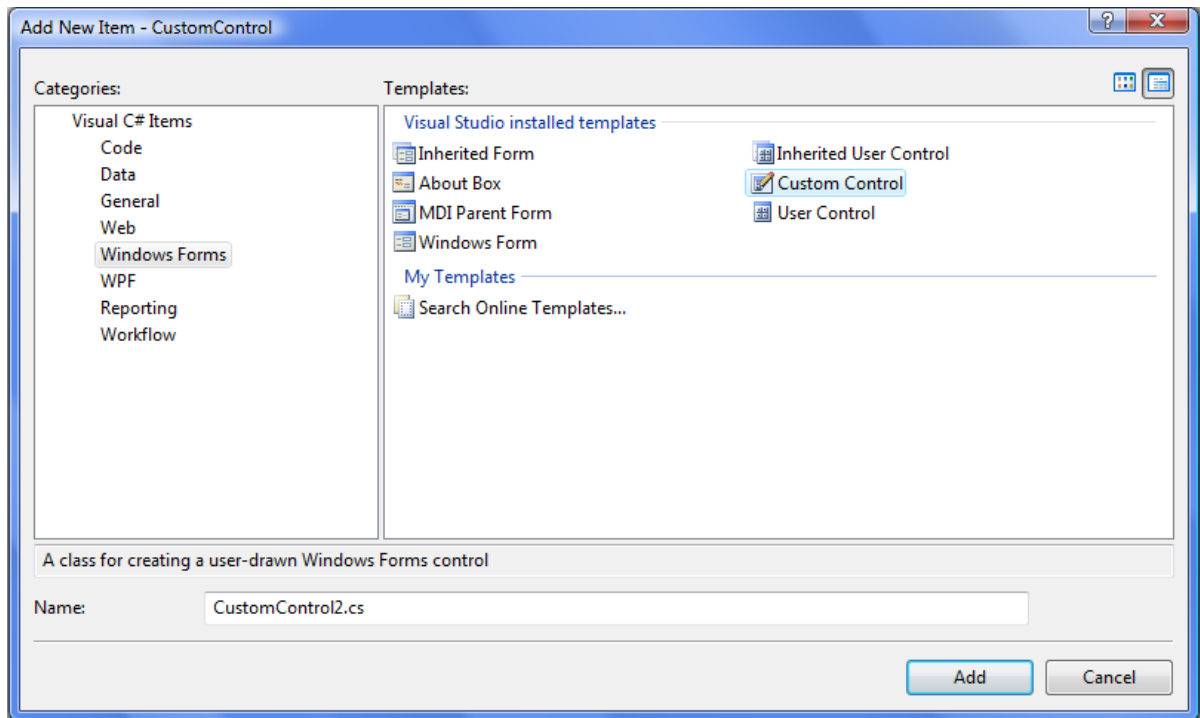 Add New Item - CustomControl
?
X
Categories:
Templates:
Visual C# Items
Code
Data
General
Web
Windows Forms
WPF
Reporting
Workflow
Visual Studio installed templates
Inherited Form
Inherited User Control
About Box
Custom Control
MDI Parent Form
User Control
Windows Form
My Templates
Search Online Templates...
A class for creating a user-drawn Windows Forms control
Name:
CustomControl2.cs
Add
Cancel